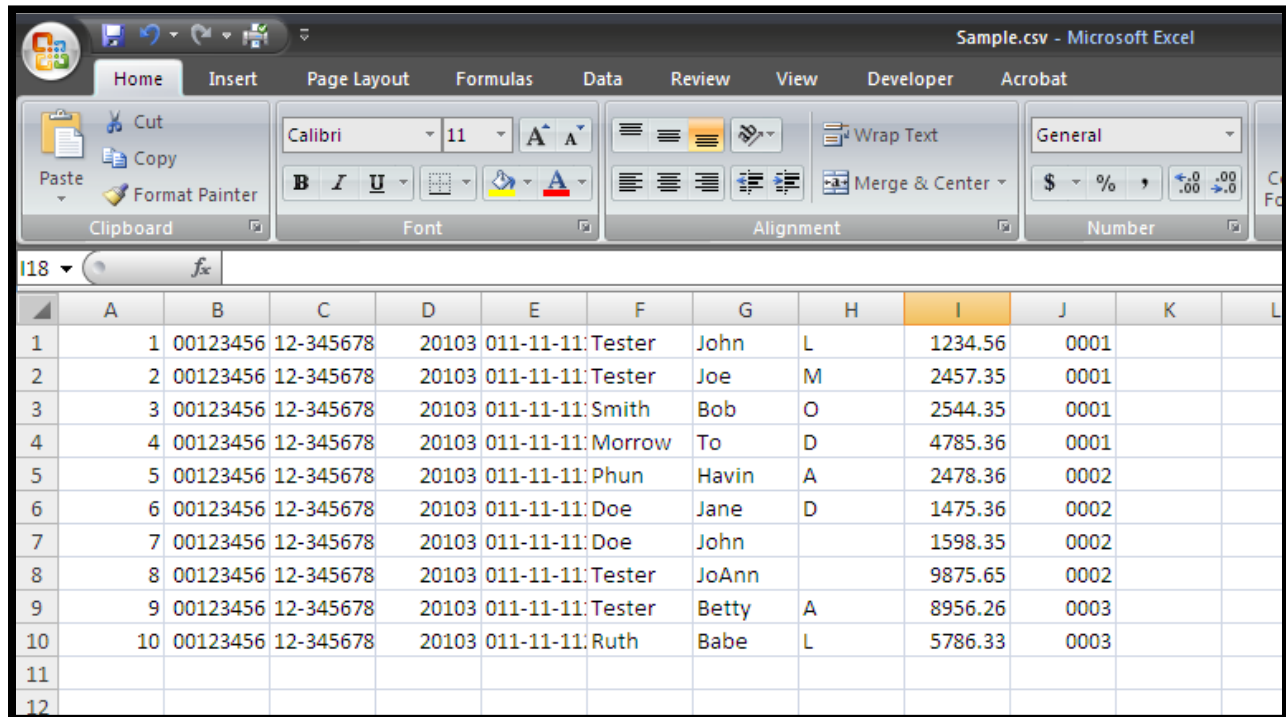 Sample.csv - Microsoft Excel
Home Insert Page Layout Formulas Data Review View Developer Acrobat
Cut
Copy
Paste
Format Painter
Clipboard
Calibri 11 A A
B I U A
Font
Wrap Text
Merge & Center
Alignment
General
$ % , .0 .00 .00 .0
Number
I18 fx
A B C D E F G H I J K L
1 1 00123456 12-345678 20103 011-11-11 Tester John L 1234.56 0001
2 2 00123456 12-345678 20103 011-11-11 Tester Joe M 2457.35 0001
3 3 00123456 12-345678 20103 011-11-11 Smith Bob O 2544.35 0001
4 4 00123456 12-345678 20103 011-11-11 Morrow To D 4785.36 0001
5 5 00123456 12-345678 20103 011-11-11 Phun Havin A 2478.36 0002
6 6 00123456 12-345678 20103 011-11-11 Doe Jane D 1475.36 0002
7 7 00123456 12-345678 20103 011-11-11 Doe John 1598.35 0002
8 8 00123456 12-345678 20103 011-11-11 Tester JoAnn 9875.65 0002
9 9 00123456 12-345678 20103 011-11-11 Tester Betty A 8956.26 0003
10 10 00123456 12-345678 20103 011-11-11 Ruth Babe L 5786.33 0003
11
12